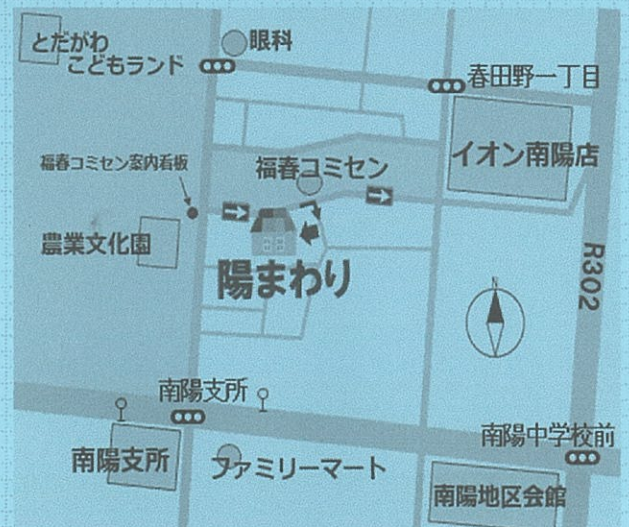 とだがわ
こどもランド
眼科
春田野一丁目
イオン南陽店
福春コミセン案内看板
福春コミセン
農業文化園
陽まわり
R302
N
南陽支所
南陽支所
ファミリーマート
南陽中学校前
南陽地区会館